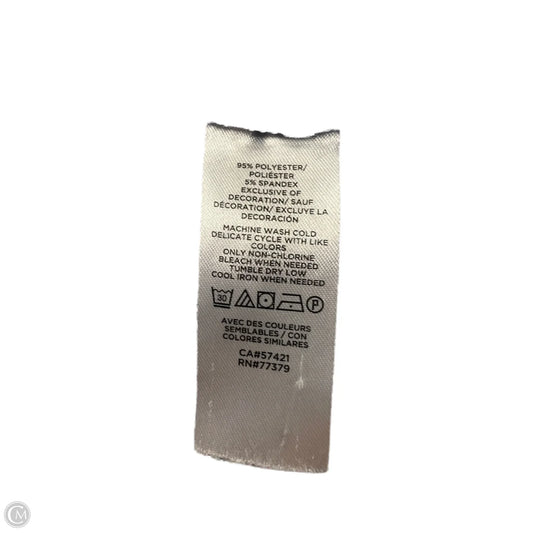 95% POLYESTER/
POLIÉSTER
5% SPANDEX
EXCLUSIVE OF
DECORATION/ SAUF
DÉCORATION/ EXCLUYE LA
DECORACIÓN
MACHINE WASH COLD
DELICATE CYCLE WITH LIKE
COLORS
ONLY NON-CHLORINE
BLEACH WHEN NEEDED
TUMBLE DRY LOW
COOL IRON WHEN NEEDED
30 P
AVEC DES COULEURS
SEMBLABLES / CON
COLORES SIMILARES
CA#57421
RN#77379
CM